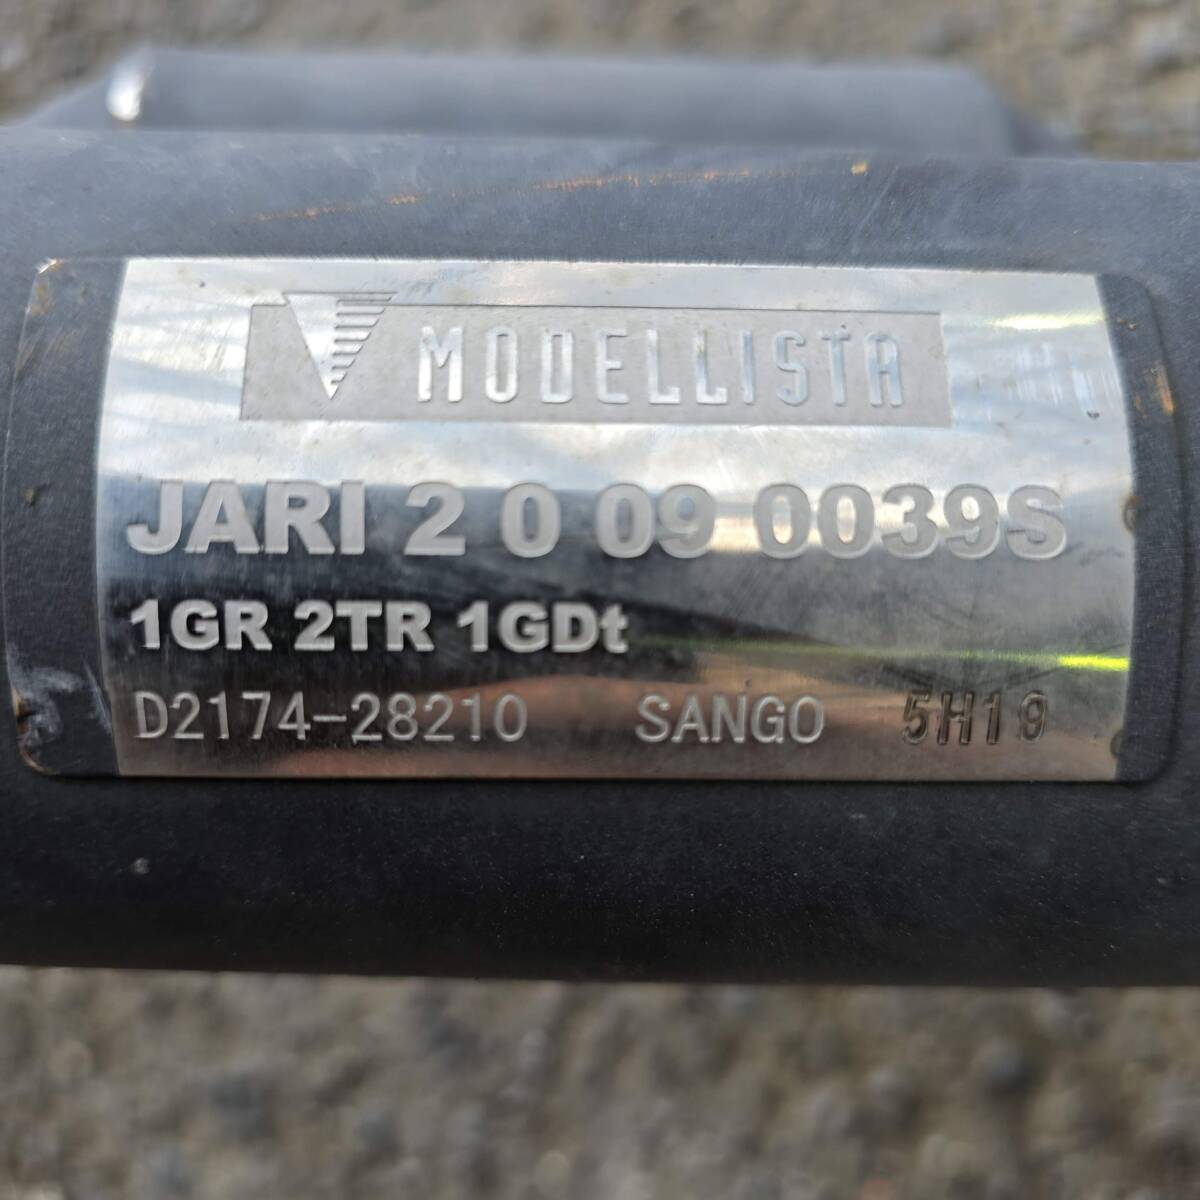 MODELLISTA
JARI 2 0 09 0039S
1GR 2TR 1GDt
D2174-28210 SANGO 5H19